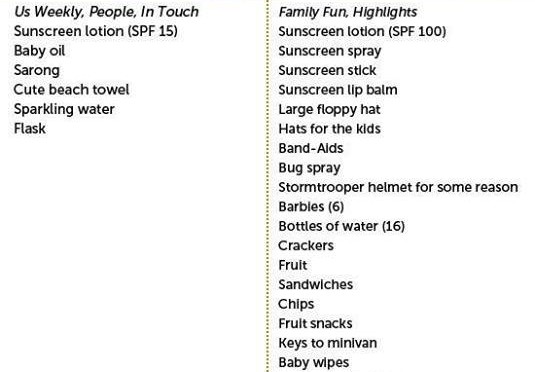 Us Weekly, People, In Touch
Sunscreen lotion (SPF 15)
Baby oil
Sarong
Cute beach towel
Sparkling water
Flask
Family Fun, Highlights
Sunscreen lotion (SPF 100)
Sunscreen spray
Sunscreen stick
Sunscreen lip balm
Large floppy hat
Hats for the kids
Band-Aids
Bug spray
Stormtrooper helmet for some reason
Barbies (6)
Bottles of water (16)
Crackers
Fruit
Sandwiches
Chips
Fruit snacks
Keys to minivan
Baby wipes